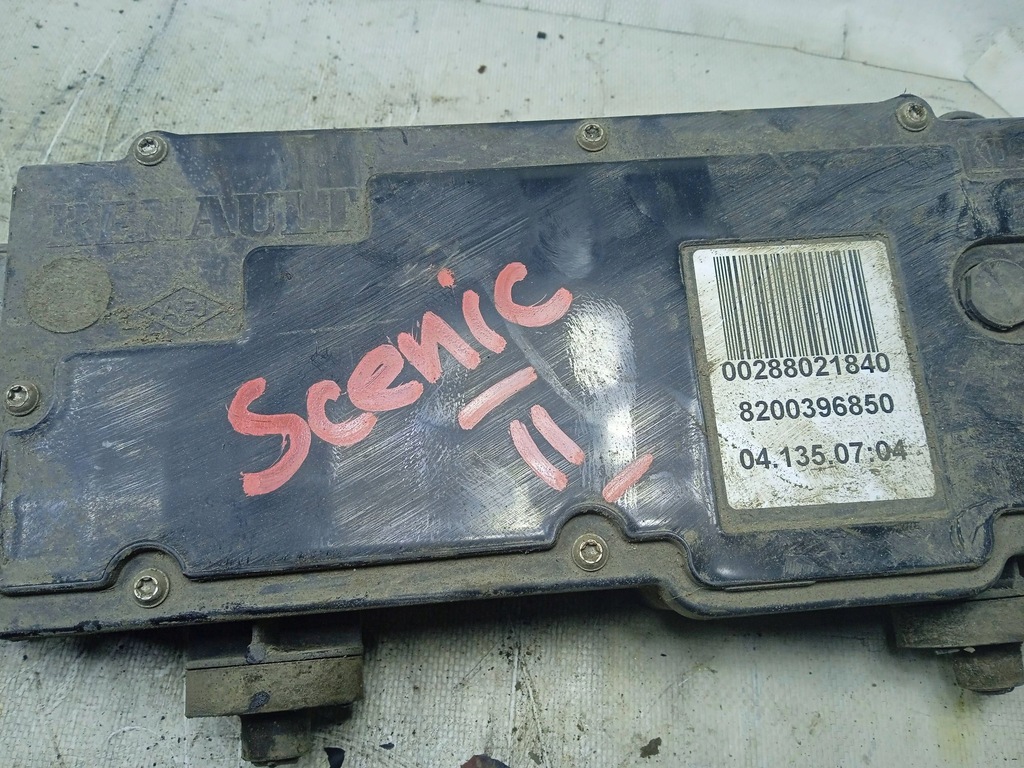 RENAULT
Scenic
- II -
00288021840
8200396850
04.135.07:04